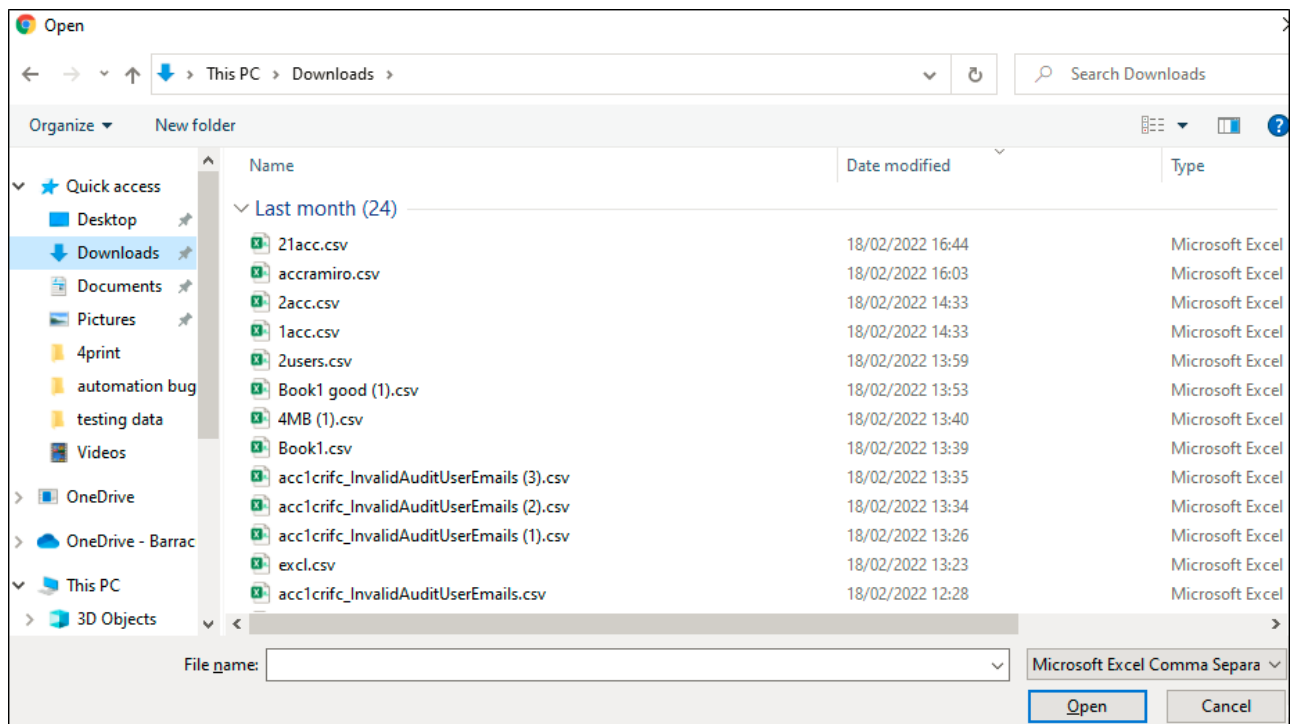 Open
This PC > Downloads >
Search Downloads
Organize
New folder
Name Date modified Type
Quick access
Desktop
Downloads
Documents
Pictures
4print
automation bug
testing data
Videos
OneDrive
OneDrive - Barrac
This PC
3D Objects
Last month (24)
21acc.csv 18/02/2022 16:44 Microsoft Excel
accramiro.csv 18/02/2022 16:03 Microsoft Excel
2acc.csv 18/02/2022 14:33 Microsoft Excel
1acc.csv 18/02/2022 14:33 Microsoft Excel
2users.csv 18/02/2022 13:59 Microsoft Excel
Book1 good (1).csv 18/02/2022 13:53 Microsoft Excel
4MB (1).csv 18/02/2022 13:40 Microsoft Excel
Book1.csv 18/02/2022 13:39 Microsoft Excel
acc1crifc_InvalidAuditUserEmails (3).csv 18/02/2022 13:35 Microsoft Excel
acc1crifc_InvalidAuditUserEmails (2).csv 18/02/2022 13:34 Microsoft Excel
acc1crifc_InvalidAuditUserEmails (1).csv 18/02/2022 13:26 Microsoft Excel
excl.csv 18/02/2022 13:23 Microsoft Excel
acc1crifc_InvalidAuditUserEmails.csv 18/02/2022 12:28 Microsoft Excel
File name:
Microsoft Excel Comma Separa
Open
Cancel